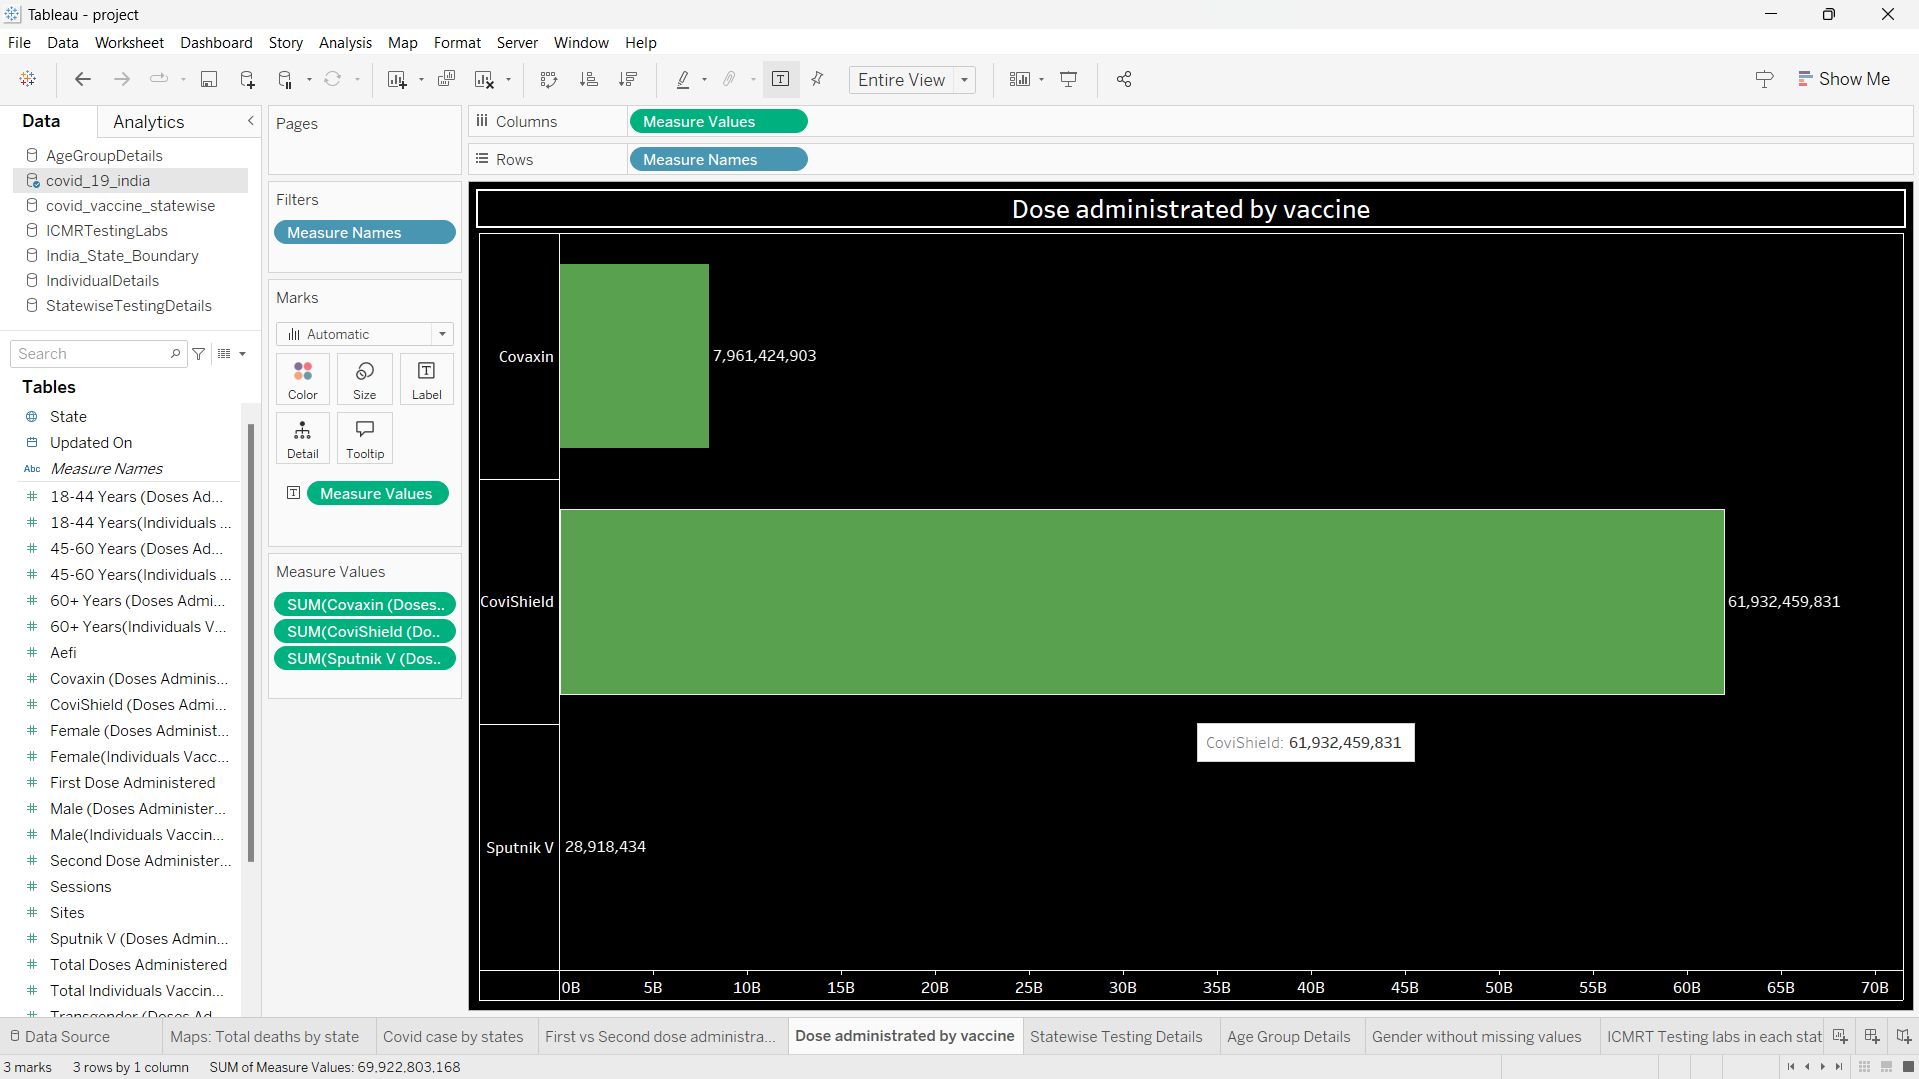 Tableau - project
File Data Worksheet Dashboard Story Analysis Map Format Server Window Help
Entire View
Show Me
Data Analytics
AgeGroupDetails
covid_19_india
covid_vaccine_statewise
ICMRTestingLabs
India_State_Boundary
IndividualDetails
StatewiseTestingDetails
Search
Tables
State
Updated On
Abc Measure Names
18-44 Years (Doses Ad...
18-44 Years(Individuals ...
45-60 Years (Doses Ad...
45-60 Years(Individuals ...
60+ Years (Doses Admi...
60+ Years(Individuals V...
Aefi
Covaxin (Doses Adminis...
CoviShield (Doses Admi...
Female (Doses Administ...
Female(Individuals Vacc...
First Dose Administered
Male (Doses Administer...
Male(Individuals Vaccin...
Second Dose Administer...
Sessions
Sites
Sputnik V (Doses Admin...
Total Doses Administered
Total Individuals Vaccin...
Pages
Filters
Measure Names
Marks
Automatic
Color Size Label
Detail Tooltip
T Measure Values
Measure Values
SUM(Covaxin (Doses..
SUM(CoviShield (Do..
SUM(Sputnik V (Dos..
Columns Measure Values
Rows Measure Names
Dose administrated by vaccine
Covaxin 7,961,424,903
CoviShield 61,932,459,831
CoviShield: 61,932,459,831
Sputnik V 28,918,434
0B 5B 10B 15B 20B 25B 30B 35B 40B 45B 50B 55B 60B 65B 70B
Data Source Maps: Total deaths by state Covid case by states First vs Second dose administra... Dose administrated by vaccine Statewise Testing Details Age Group Details Gender without missing values ICMRT Testing labs in each stat
3 marks 3 rows by 1 column SUM of Measure Values: 69,922,803,168